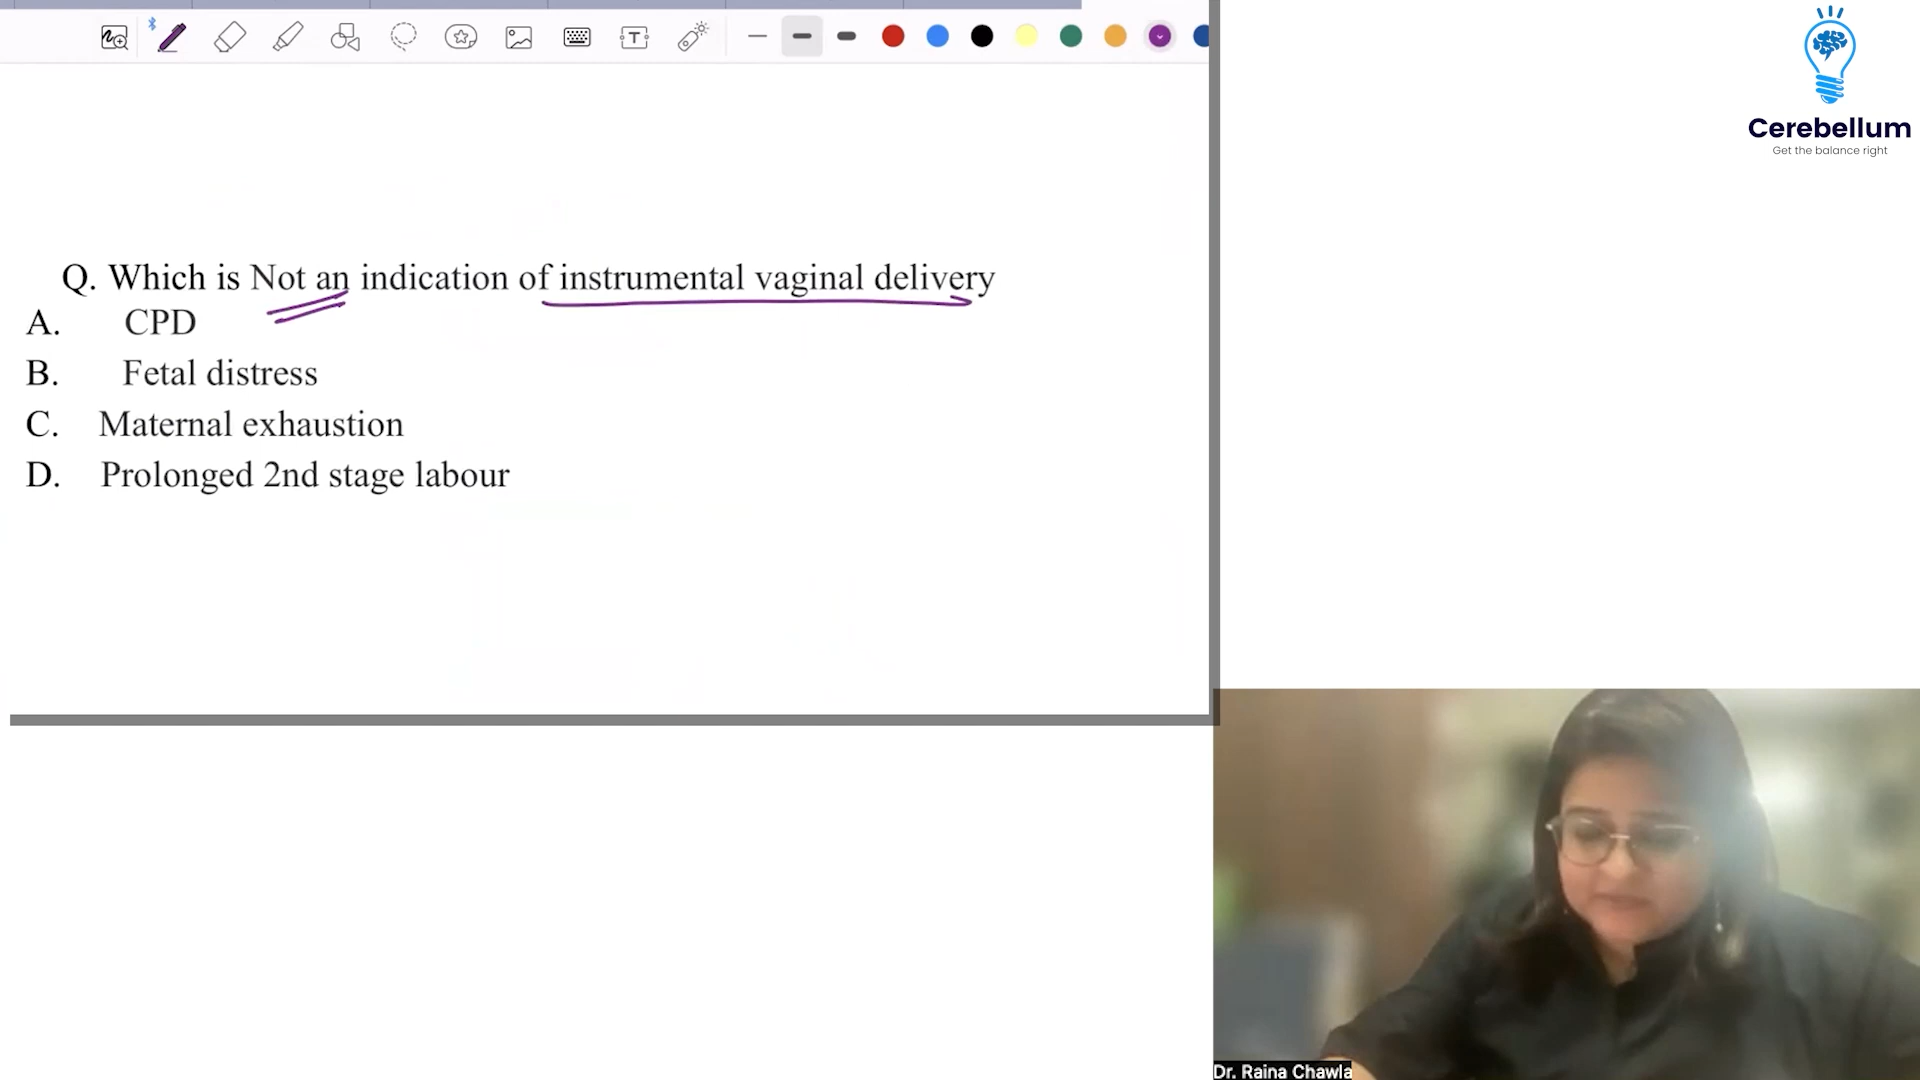 T
Cerebellum
Get the balance right
Q. Which is Not an indication of instrumental vaginal delivery
A. CPD
B. Fetal distress
C. Maternal exhaustion
D. Prolonged 2nd stage labour
Dr. Raina Chawla